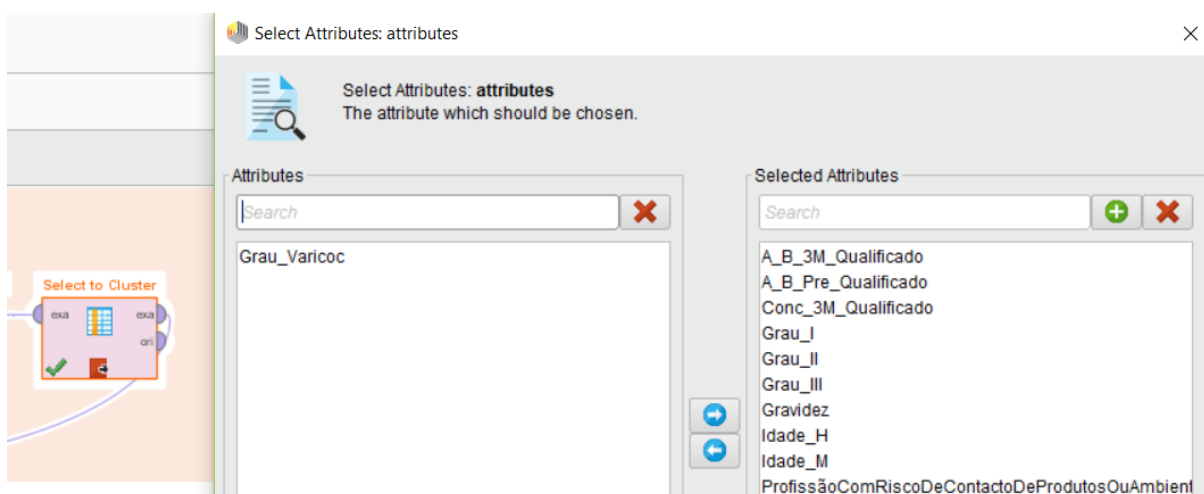 Select Attributes: attributes
Select Attributes: attributes
The attribute which should be chosen.
Attributes
Search
Grau_Varicoc
Selected Attributes
Search
A_B_3M_Qualificado
A_B_Pre_Qualificado
Conc_3M_Qualificado
Grau_I
Grau_II
Grau_III
Gravidez
Idade_H
Idade_M
ProfissãoComRiscoDeContactoDeProdutosOuAmbient
Select to Cluster
exa exa
ori